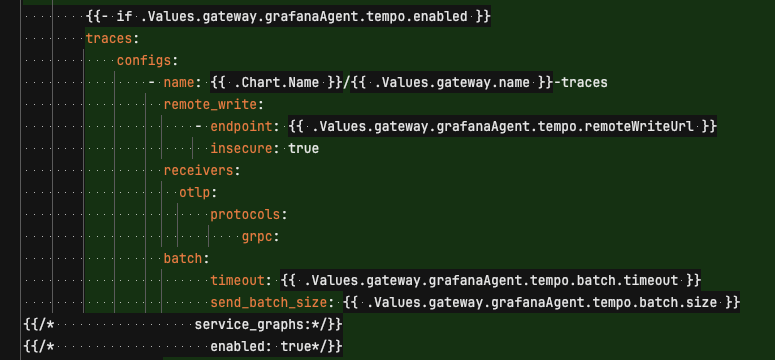 {{- if .Values.gateway.grafanaAgent.tempo.enabled }}
traces:
configs:
- name: {{ .Chart.Name }}/{{ .Values.gateway.name }}-traces
remote_write:
- endpoint: {{ .Values.gateway.grafanaAgent.tempo.remoteWriteUrl }}
insecure: true
receivers:
otlp:
protocols:
grpc:
batch:
timeout: {{ .Values.gateway.grafanaAgent.tempo.batch.timeout }}
send_batch_size: {{ .Values.gateway.grafanaAgent.tempo.batch.size }}
{{/*                  service_graphs:*/}}
{{/*                    enabled: true*/}}